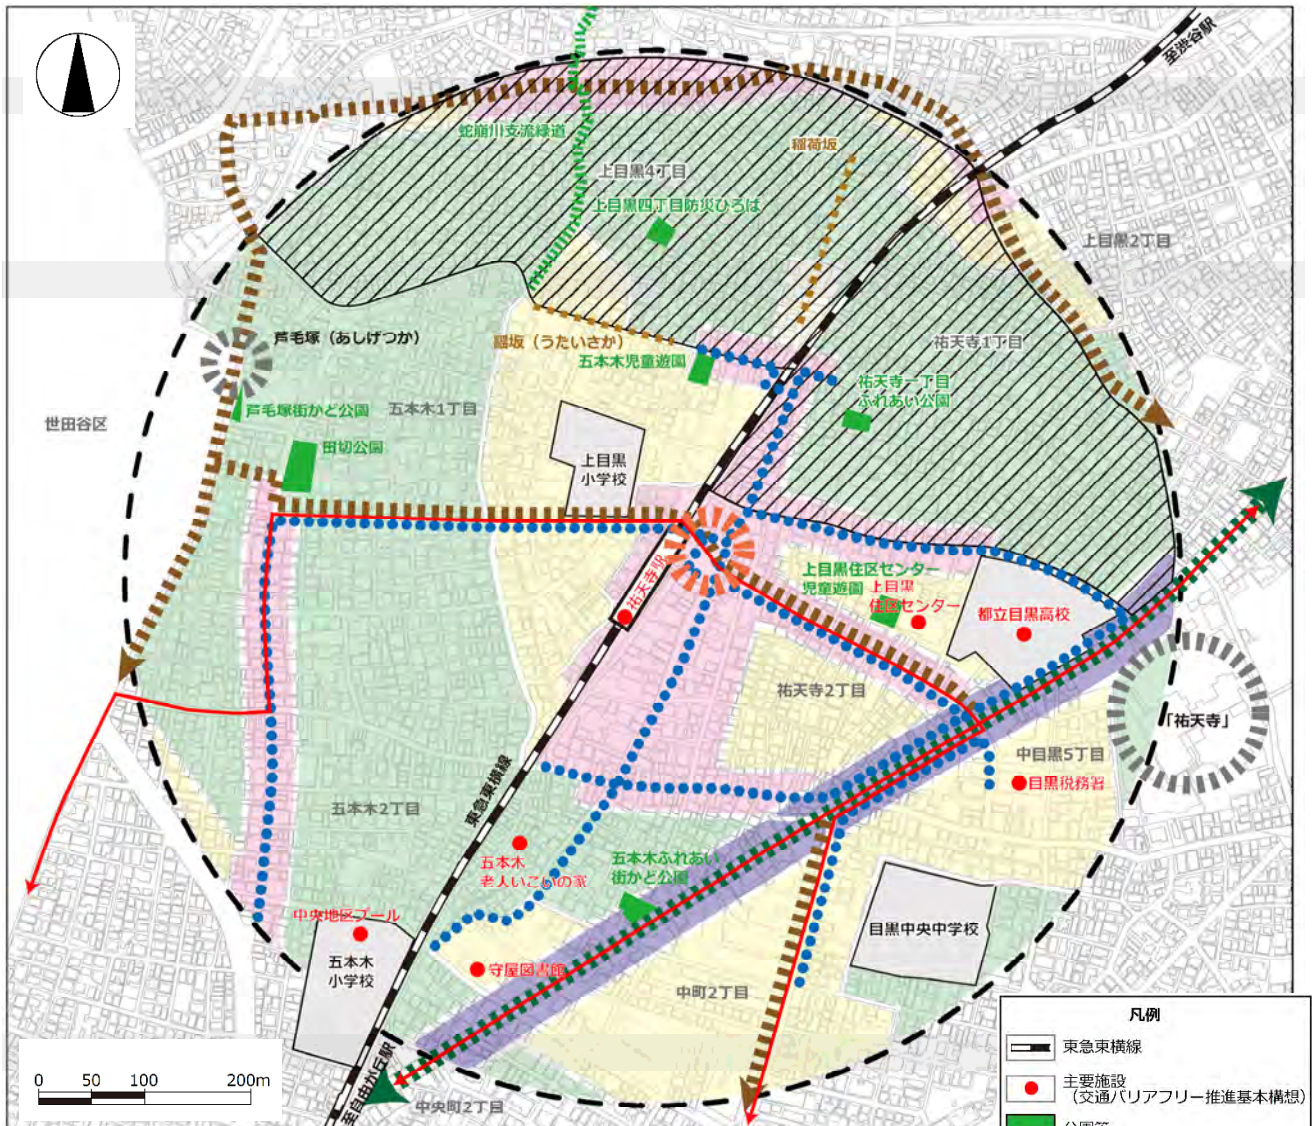 至渋谷駅
蛇崩川支流緑道
稲荷坂
上目黒4丁目
上目黒四丁目防災ひろば
上目黒2丁目
芦毛塚（あしげつか）
（うたいさか）
五本木児童遊園
祐天寺1丁目
祐天寺一丁目
ふれあい公園
世田谷区
芦毛塚街かど公園
五本木1丁目
田切公園
上目黒
小学校
祐天寺駅
上目黒住区センター
児童遊園
上目黒
住区センター
都立目黒高校
祐天寺2丁目
「祐天寺」
中目黒5丁目
目黒税務署
東急東横線
五本木2丁目
五本木
老人いこいの家
五本木ふれあい
街かど公園
中央地区プール
五本木
小学校
守屋図書館
目黒中央中学校
中町2丁目
至自由が丘駅
中央町2丁目
0 50 100 200m
凡例
東急東横線
主要施設
（交通バリアフリー推進基本構想）
公園等